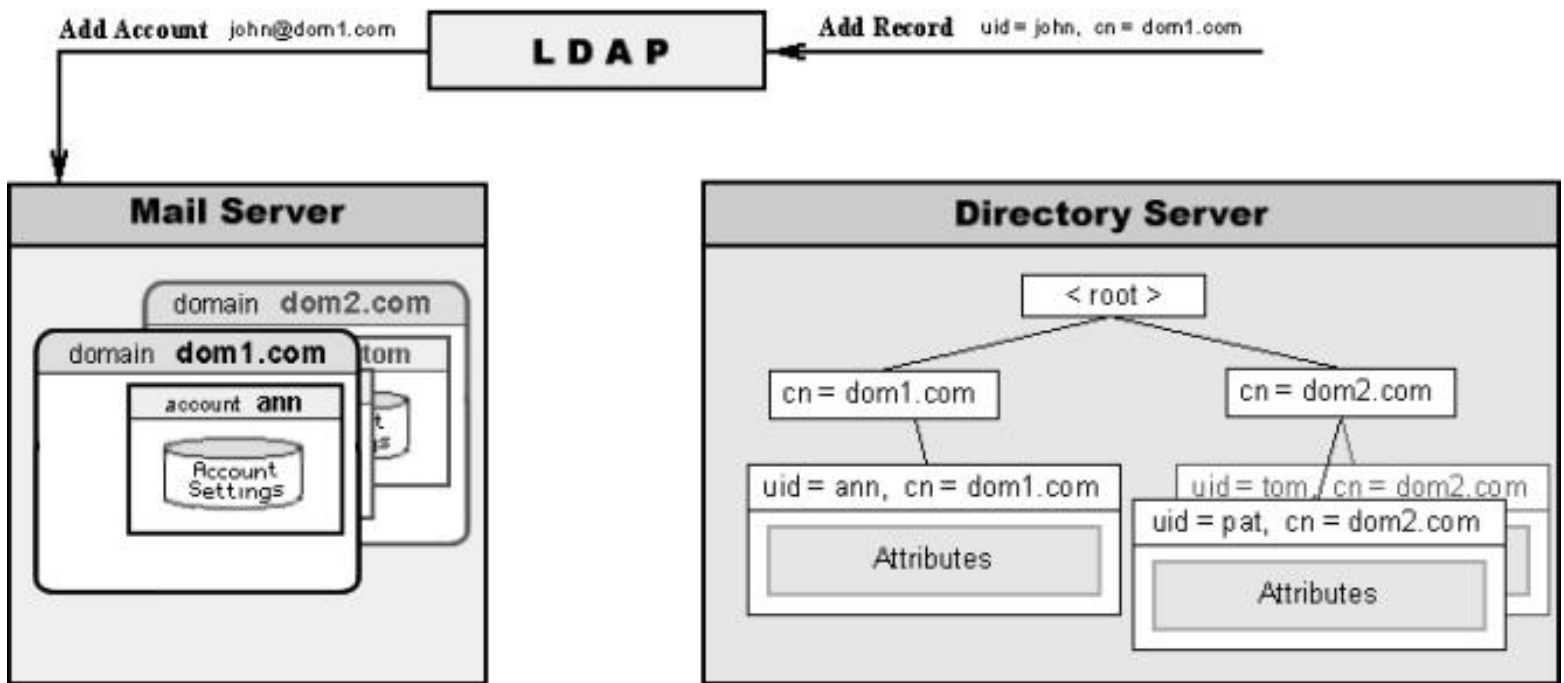 Add Account john@dom1.com
L D A P
Add Record uid = john, cn = dom1.com
Mail Server
domain dom2.com
tom
domain dom1.com
account ann
Account
Settings
Directory Server
< root >
cn = dom1.com
cn = dom2.com
uid = ann, cn = dom1.com
Attributes
uid = tom, cn = dom2.com
uid = pat, cn = dom2.com
Attributes